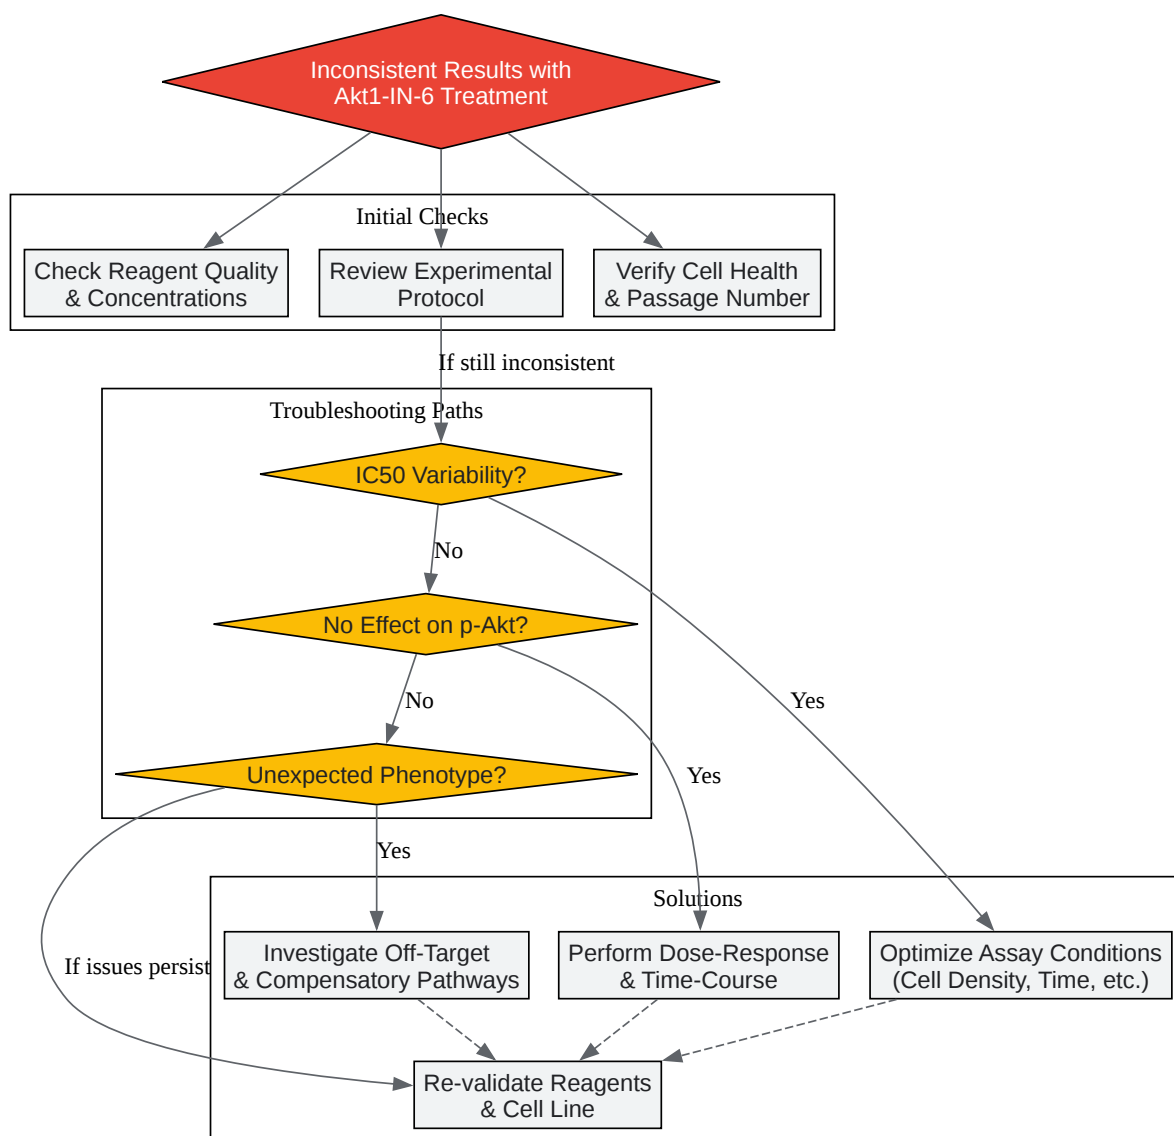 Inconsistent Results with
Akt1-IN-6 Treatment
Initial Checks
Check Reagent Quality
& Concentrations
Review Experimental
Protocol
Verify Cell Health
& Passage Number
If still inconsistent
Troubleshooting Paths
IC50 Variability?
No
No Effect on p-Akt?
No
Yes
Unexpected Phenotype?
Yes
Yes
Solutions
If issues persist
Investigate Off-Target
& Compensatory Pathways
Perform Dose-Response
& Time-Course
Optimize Assay Conditions
(Cell Density, Time, etc.)
Re-validate Reagents
& Cell Line